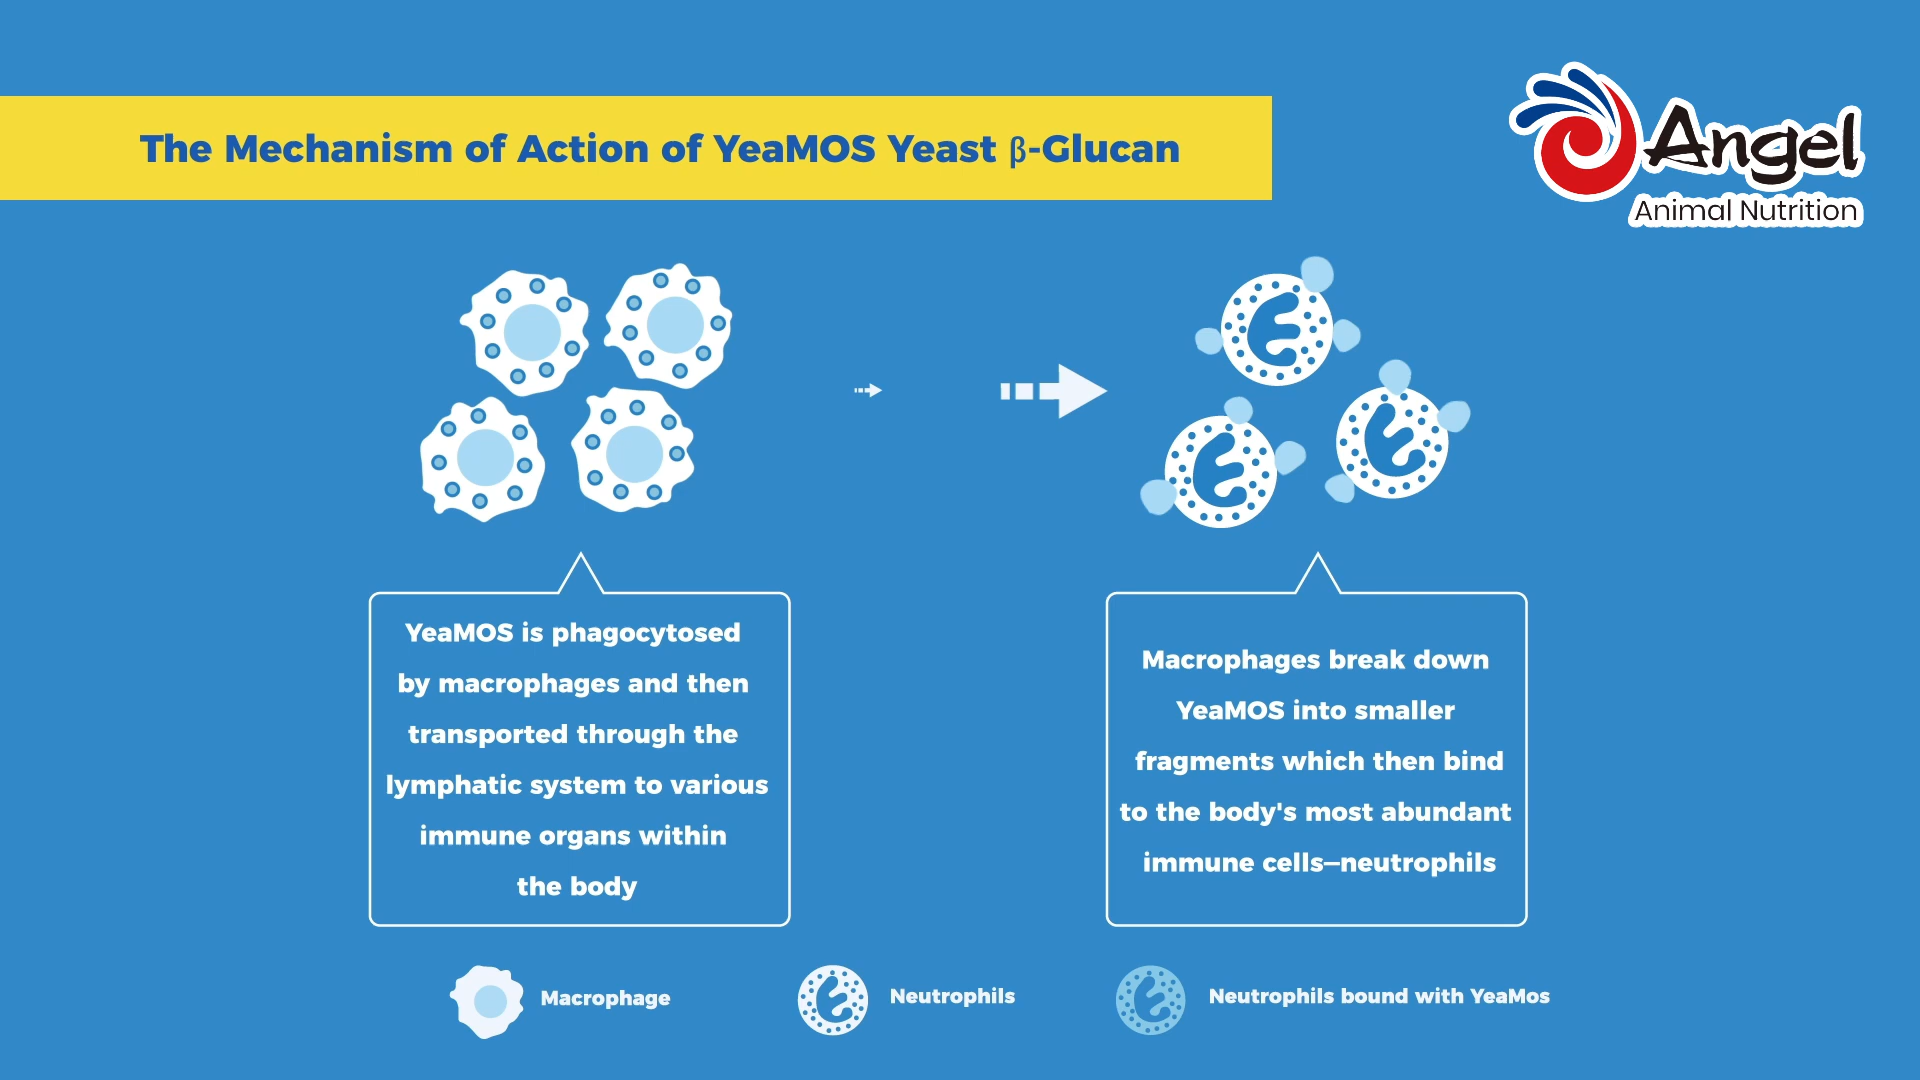 The Mechanism of Action of YeaMOS Yeast β-Glucan
Angel
Animal Nutrition
YeaMOS is phagocytosed
by macrophages and then
transported through the
lymphatic system to various
immune organs within
the body
Macrophages break down
YeaMOS into smaller
fragments which then bind
to the body's most abundant
immune cells—neutrophils
Macrophage
Neutrophils
Neutrophils bound with YeaMos